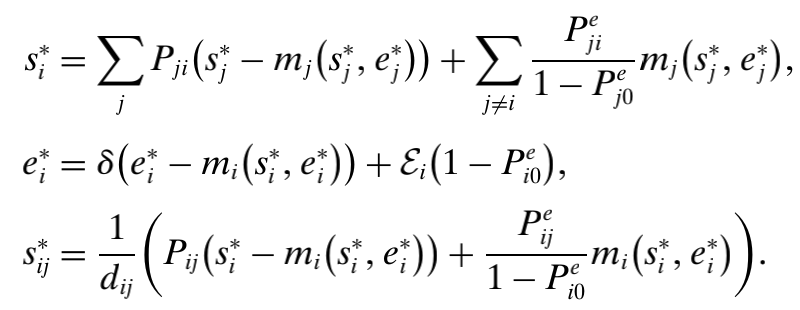 $s_i^* = \sum_j P_{ji}(s_j^* - m_j(s_j^*, e_j^*)) + \sum_{j \neq i} \frac{P_{ji}^e}{1 - P_{j0}^e} m_j(s_j^*, e_j^*),$
$e_i^* = \delta(e_i^* - m_i(s_i^*, e_i^*)) + \mathcal{E}_i(1 - P_{i0}^e),$
$s_{ij}^* = \frac{1}{d_{ij}} \left( P_{ij}(s_i^* - m_i(s_i^*, e_i^*)) + \frac{P_{ij}^e}{1 - P_{i0}^e} m_i(s_i^*, e_i^*) \right).$